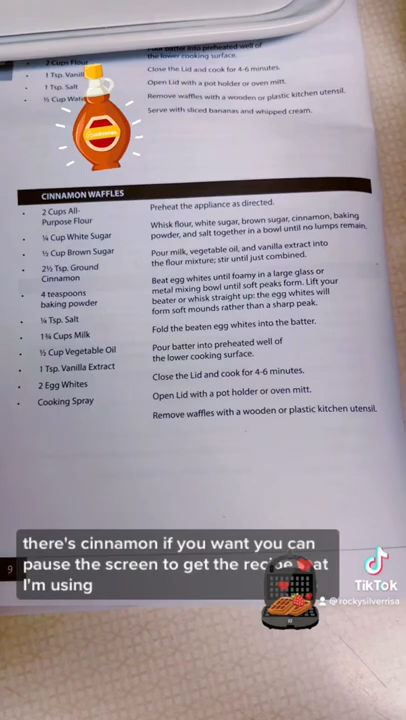 Pour batter into preheated well of
the lower cooking surface.
2 Cups Flour
Close the Lid and cook for 4-6 minutes.
1 Tsp. Vanill
Open Lid with a pot holder or oven mitt.
1 Tsp. Salt
Remove waffles with a wooden or plastic kitchen utensil.
½ Cup Wate
Serve with sliced bananas and whipped cream.
CINNAMON WAFFLES
2 Cups All-
Purpose Flour
¼ Cup White Sugar
⅓ Cup Brown Sugar
2½ Tsp. Ground
Cinnamon
4 teaspoons
baking powder
¼ Tsp. Salt
1¾ Cups Milk
½ Cup Vegetable Oil
1 Tsp. Vanilla Extract
2 Egg Whites
Cooking Spray
Preheat the appliance as directed.
Whisk flour, white sugar, brown sugar, cinnamon, baking
powder, and salt together in a bowl until no lumps remain,
Pour milk, vegetable oil, and vanilla extract into
the flour mixture; stir until just combined.
Beat egg whites until foamy in a large glass or
metal mixing bowl until soft peaks form. Lift your
beater or whisk straight up: the egg whites will
form soft mounds rather than a sharp peak.
Fold the beaten egg whites into the batter.
Pour batter into preheated well of
the lower cooking surface.
Close the Lid and cook for 4-6 minutes.
Open Lid with a pot holder or oven mitt.
Remove waffles with a wooden or plastic kitchen utensil.
there's cinnamon if you want you can
pause the screen to get the recipe at
I'm using
9
TikTok
@rockysilverrisa